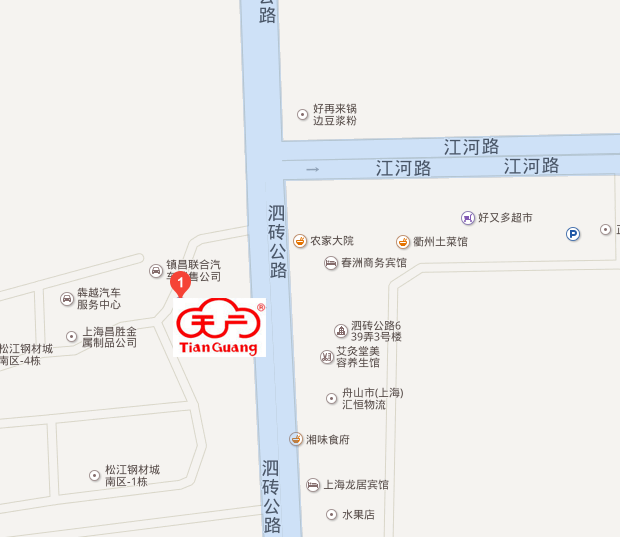 公路
好再来锅
边豆浆粉
江河路
江河路
江河路
泗砖公路
好又多超市
P
农家大院
衢州土菜馆
春洲商务宾馆
镇昌联合汽
售公司
1
犇越汽车
服务中心
上海昌胜金
属制品公司
松江钢材城
南区-4栋
®
TianGuang
泗砖公路6
39弄3号楼
艾灸堂美
容养生馆
舟山市(上海)
汇恒物流
湘味食府
松江钢材城
南区-1栋
泗砖公路
上海龙居宾馆
水果店